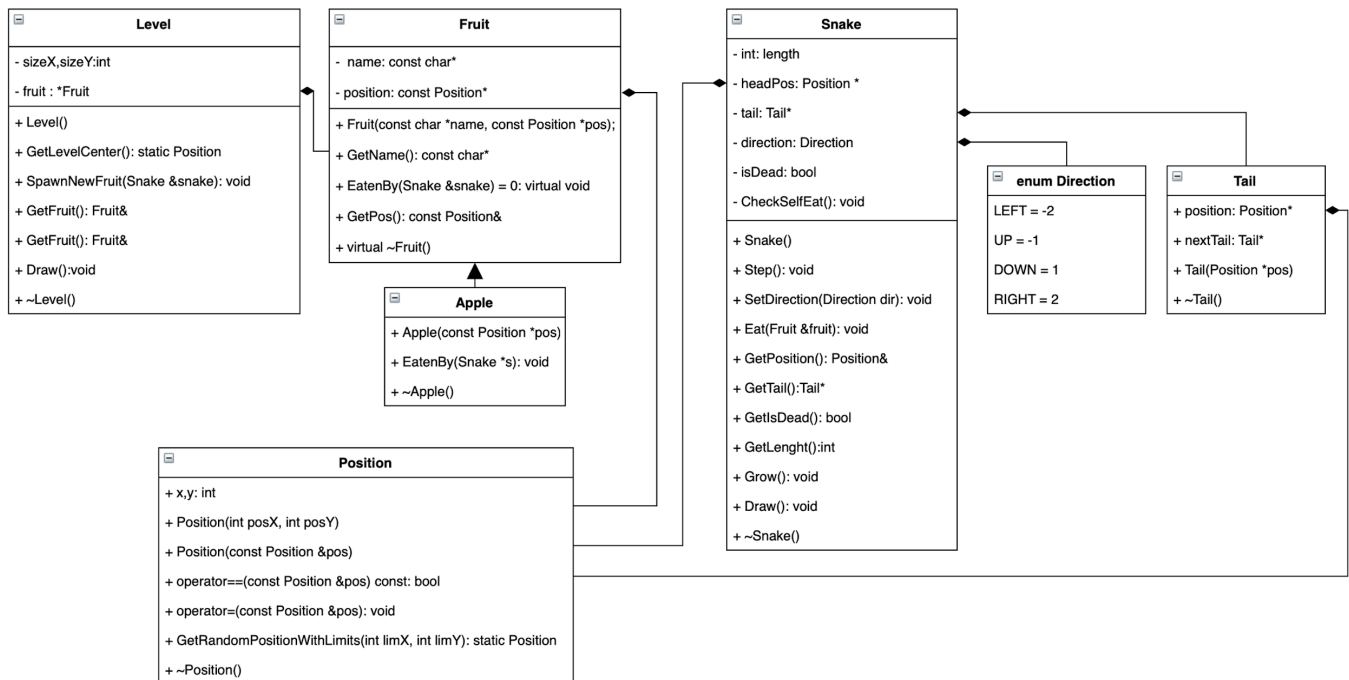 Level
- sizeX,sizeY:int
- fruit : *Fruit
+ Level()
+ GetLevelCenter(): static Position
+ SpawnNewFruit(Snake &snake): void
+ GetFruit(): Fruit&
+ GetFruit(): Fruit&
+ Draw():void
+ ~Level()
Fruit
- name: const char*
- position: const Position*
+ Fruit(const char *name, const Position *pos);
+ GetName(): const char*
+ EatenBy(Snake &snake) = 0: virtual void
+ GetPos(): const Position&
+ virtual ~Fruit()
Apple
+ Apple(const Position *pos)
+ EatenBy(Snake *s): void
+ ~Apple()
Snake
- int: length
- headPos: Position *
- tail: Tail*
- direction: Direction
- isDead: bool
- CheckSelfEat(): void
+ Snake()
+ Step(): void
+ SetDirection(Direction dir): void
+ Eat(Fruit &fruit): void
+ GetPosition(): Position&
+ GetTail():Tail*
+ GetIsDead(): bool
+ GetLenght():int
+ Grow(): void
+ Draw(): void
+ ~Snake()
enum Direction
LEFT = -2
UP = -1
DOWN = 1
RIGHT = 2
Tail
+ position: Position*
+ nextTail: Tail*
+ Tail(Position *pos)
+ ~Tail()
Position
+ x,y: int
+ Position(int posX, int posY)
+ Position(const Position &pos)
+ operator==(const Position &pos) const: bool
+ operator=(const Position &pos): void
+ GetRandomPositionWithLimits(int limX, int limY): static Position
+ ~Position()